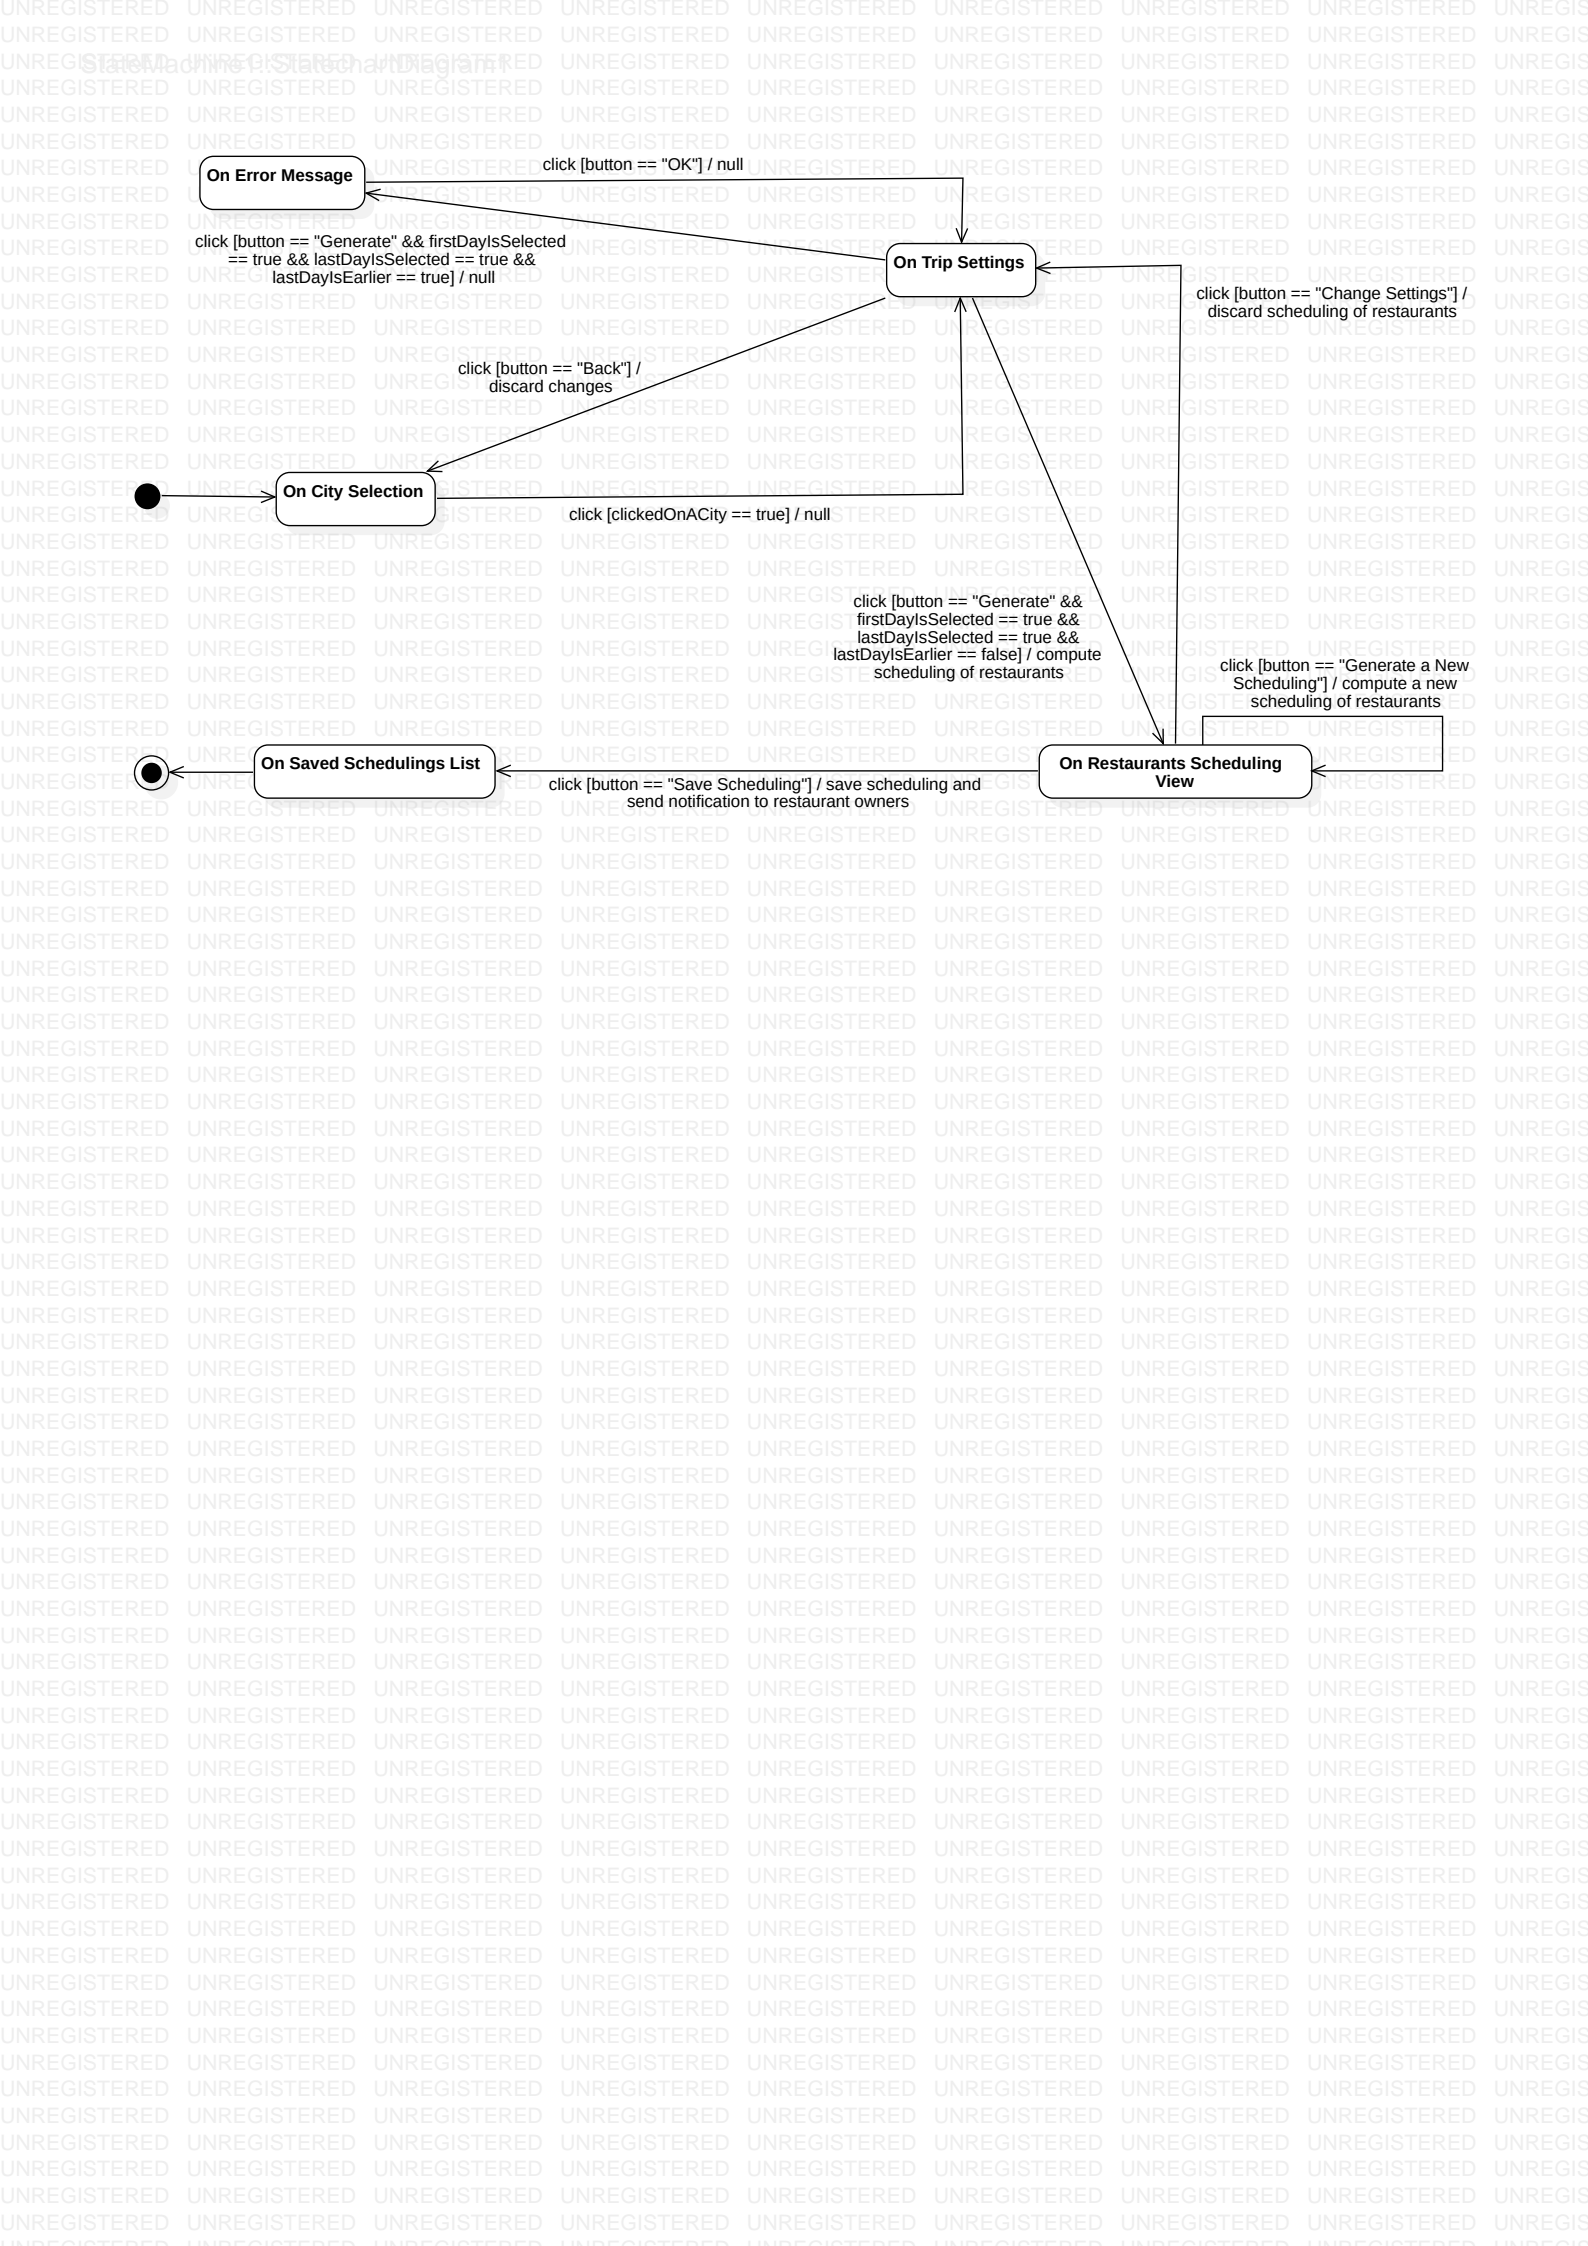 StateMachine1::StatechartDiagram1
On Error Message
click [button == "OK"] / null
click [button == "Generate" && firstDayIsSelected
== true && lastDayIsSelected == true &&
lastDayIsEarlier == true] / null
On Trip Settings
click [button == "Change Settings"] /
discard scheduling of restaurants
click [button == "Back"] /
discard changes
On City Selection
click [clickedOnACity == true] / null
click [button == "Generate" &&
firstDayIsSelected == true &&
lastDayIsSelected == true &&
lastDayIsEarlier == false] / compute
scheduling of restaurants
click [button == "Generate a New
Scheduling"] / compute a new
scheduling of restaurants
On Saved Schedulings List
click [button == "Save Scheduling"] / save scheduling and
send notification to restaurant owners
On Restaurants Scheduling
View
UNREGISTERED